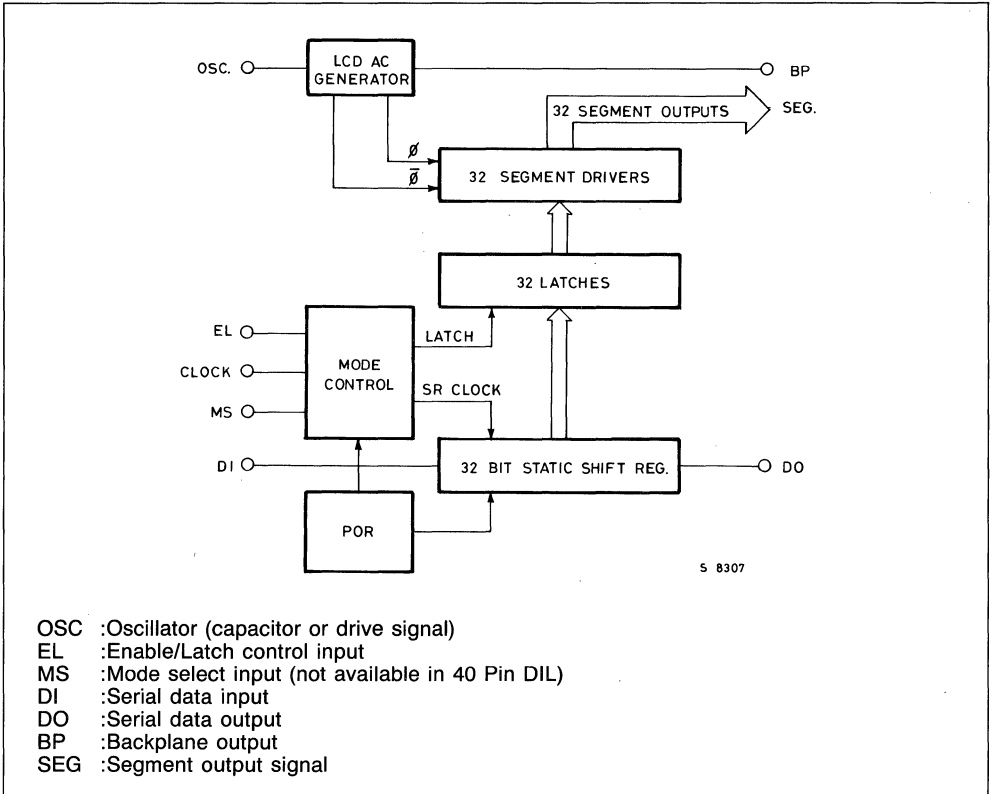 LCD AC
GENERATOR
OSC.
BP
32 SEGMENT OUTPUTS
SEG.
ø
ø̅
32 SEGMENT DRIVERS
32 LATCHES
EL
CLOCK
MS
MODE
CONTROL
LATCH
SR CLOCK
DI
32 BIT STATIC SHIFT REG.
DO
POR
S 8307
OSC :Oscillator (capacitor or drive signal)
EL :Enable/Latch control input
MS :Mode select input (not available in 40 Pin DIL)
DI :Serial data input
DO :Serial data output
BP :Backplane output
SEG :Segment output signal